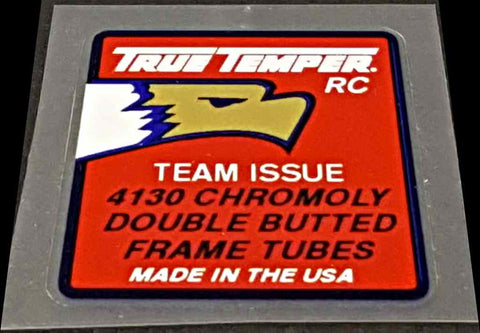 TRUE TEMPER.
RC
TEAM ISSUE
4130 CHROMOLY
DOUBLE BUTTED
FRAME TUBES
MADE IN THE USA